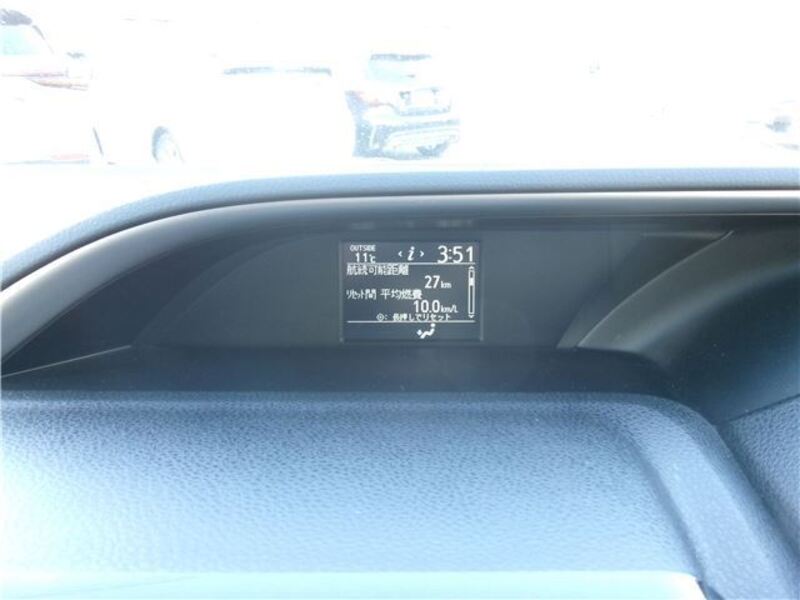 OUTSIDE
11℃
‹ i › 3:51
航続可能距離
27km
ﾘｾｯﾄ間 平均燃費
10.0km/L
◎: 長押しでリセット